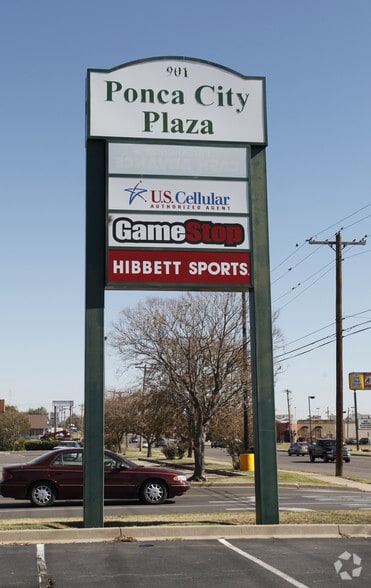 901
Ponca City
Plaza
U.S. Cellular
AUTHORIZED AGENT
GameStop
HIBBETT SPORTS.